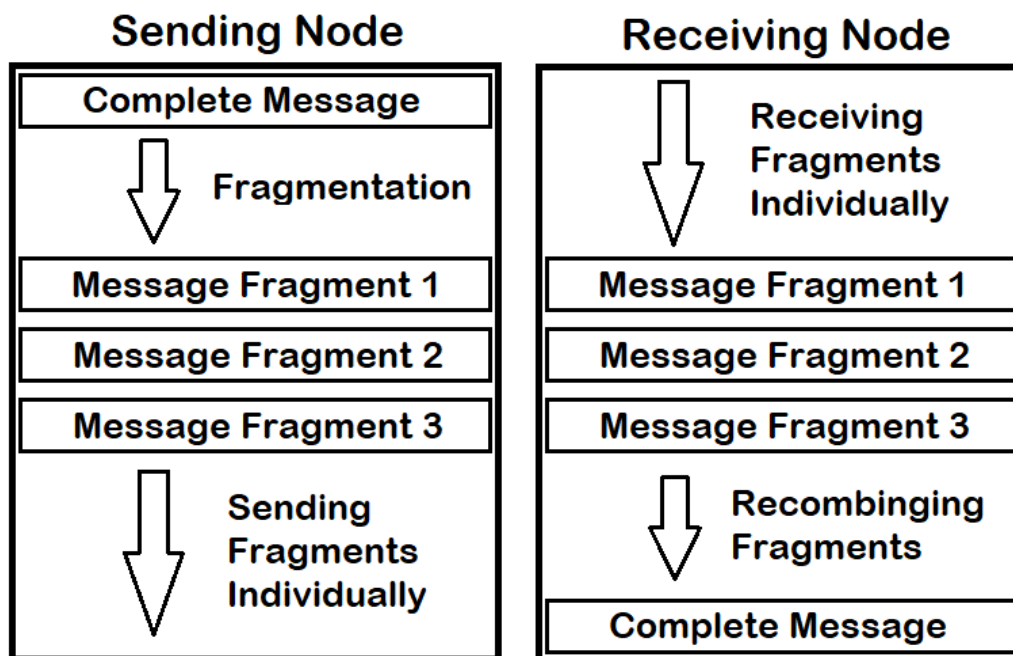 Sending Node
Complete Message
Fragmentation
Message Fragment 1
Message Fragment 2
Message Fragment 3
Sending
Fragments
Individually
Receiving Node
Receiving
Fragments
Individually
Message Fragment 1
Message Fragment 2
Message Fragment 3
Recombinging
Fragments
Complete Message